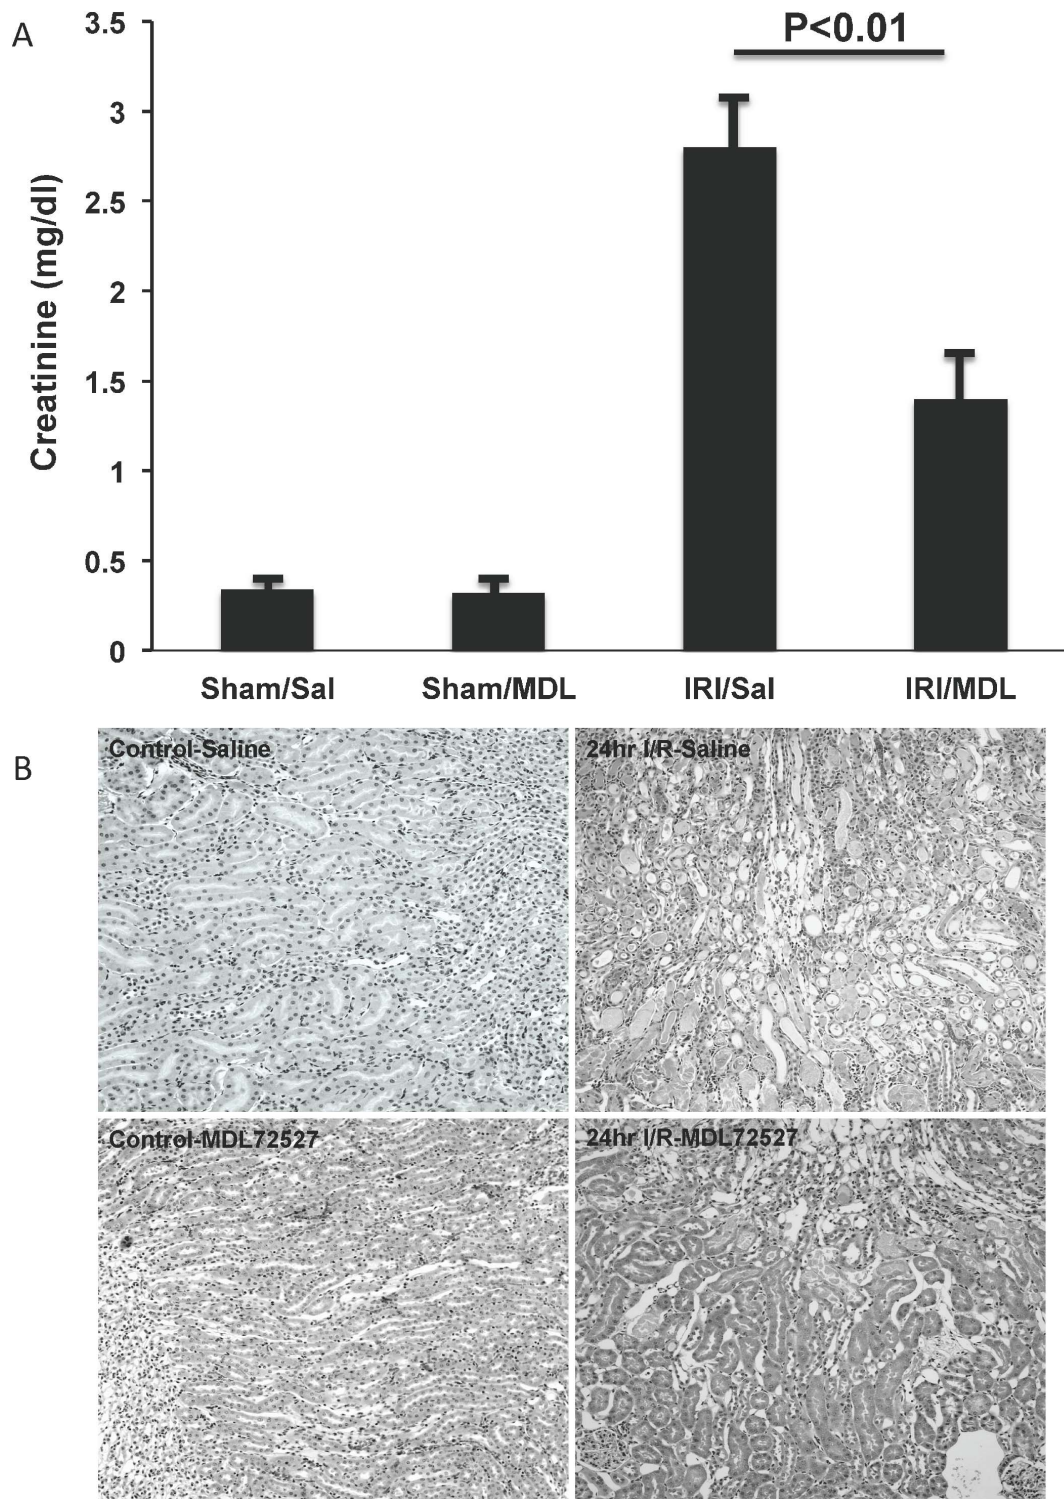 A
P<0.01
3.5
3
2.5
2
1.5
1
0.5
0
Creatinine (mg/dl)
Sham/Sal
Sham/MDL
IRI/Sal
IRI/MDL
B
Control-Saline
24hr I/R-Saline
Control-MDL72527
24hr I/R-MDL72527